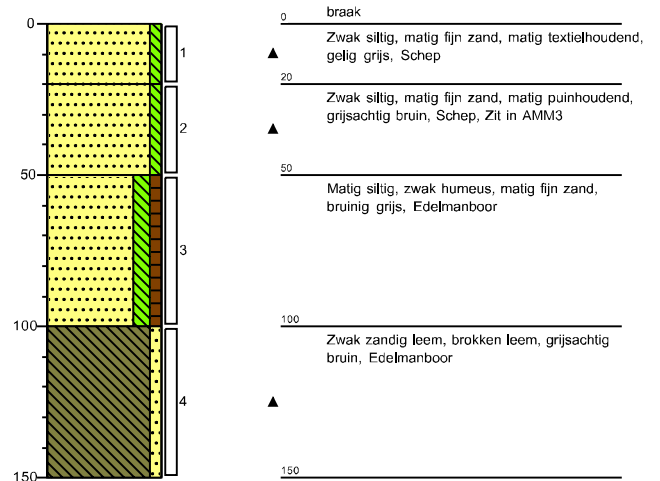 0
50
100
150
1
2
3
4
braak
0
Zwak siltig, matig fijn zand, matig textielhoudend,
gelig grijs, Schep
20
Zwak siltig, matig fijn zand, matig puinhoudend,
grijsachtig bruin, Schep, Zit in AMM3
50
Matig siltig, zwak humeus, matig fijn zand,
bruinig grijs, Edelmanboor
100
Zwak zandig leem, brokken leem, grijsachtig
bruin, Edelmanboor
150